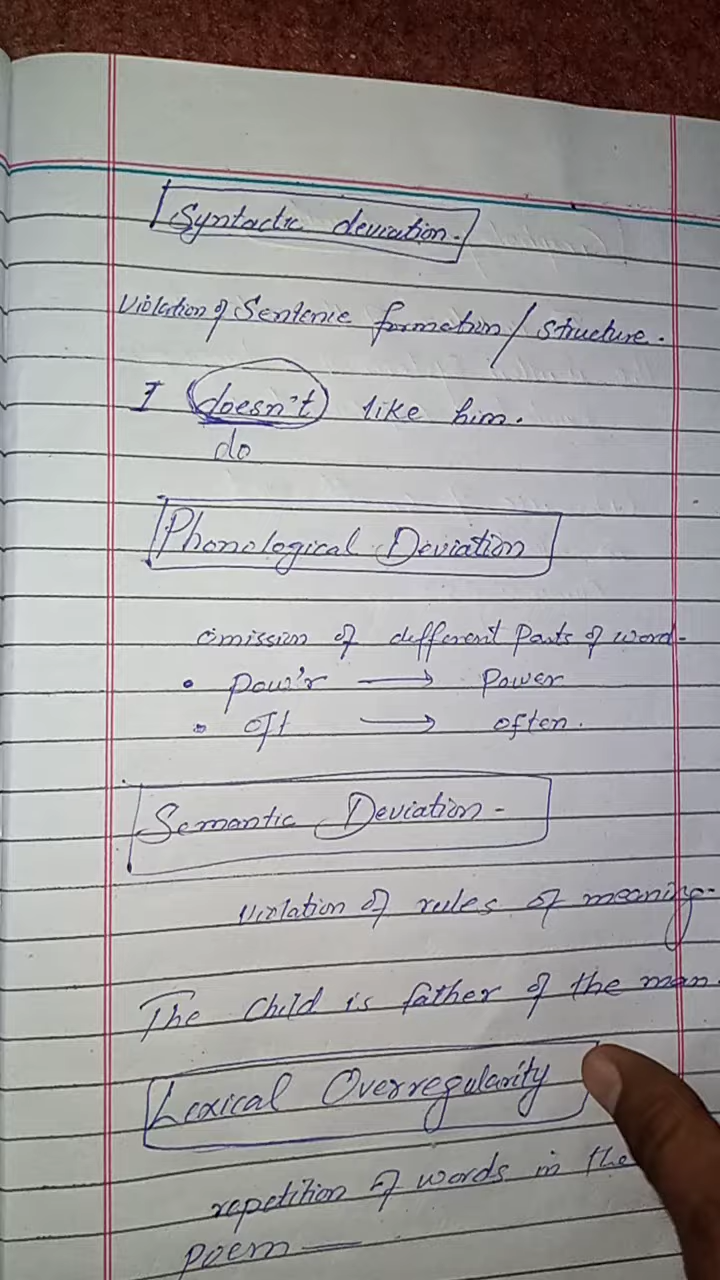 Syntactic deviation.
Violation of Sentence formation/structure.
I doesn't like him.
do
Phonological Deviation
omission of different Parts of word.
• pow'r → Power
• oft → often.
Semantic Deviation -
Violation of rules of meaning.
The Child is father of the man.
Lexical Overregularity
repetition of words in the
poem —